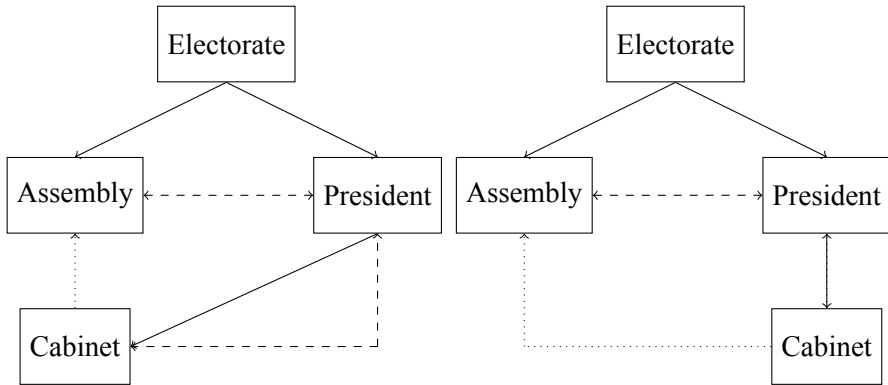 Electorate
Electorate
Assembly
President
Assembly
President
Cabinet
Cabinet